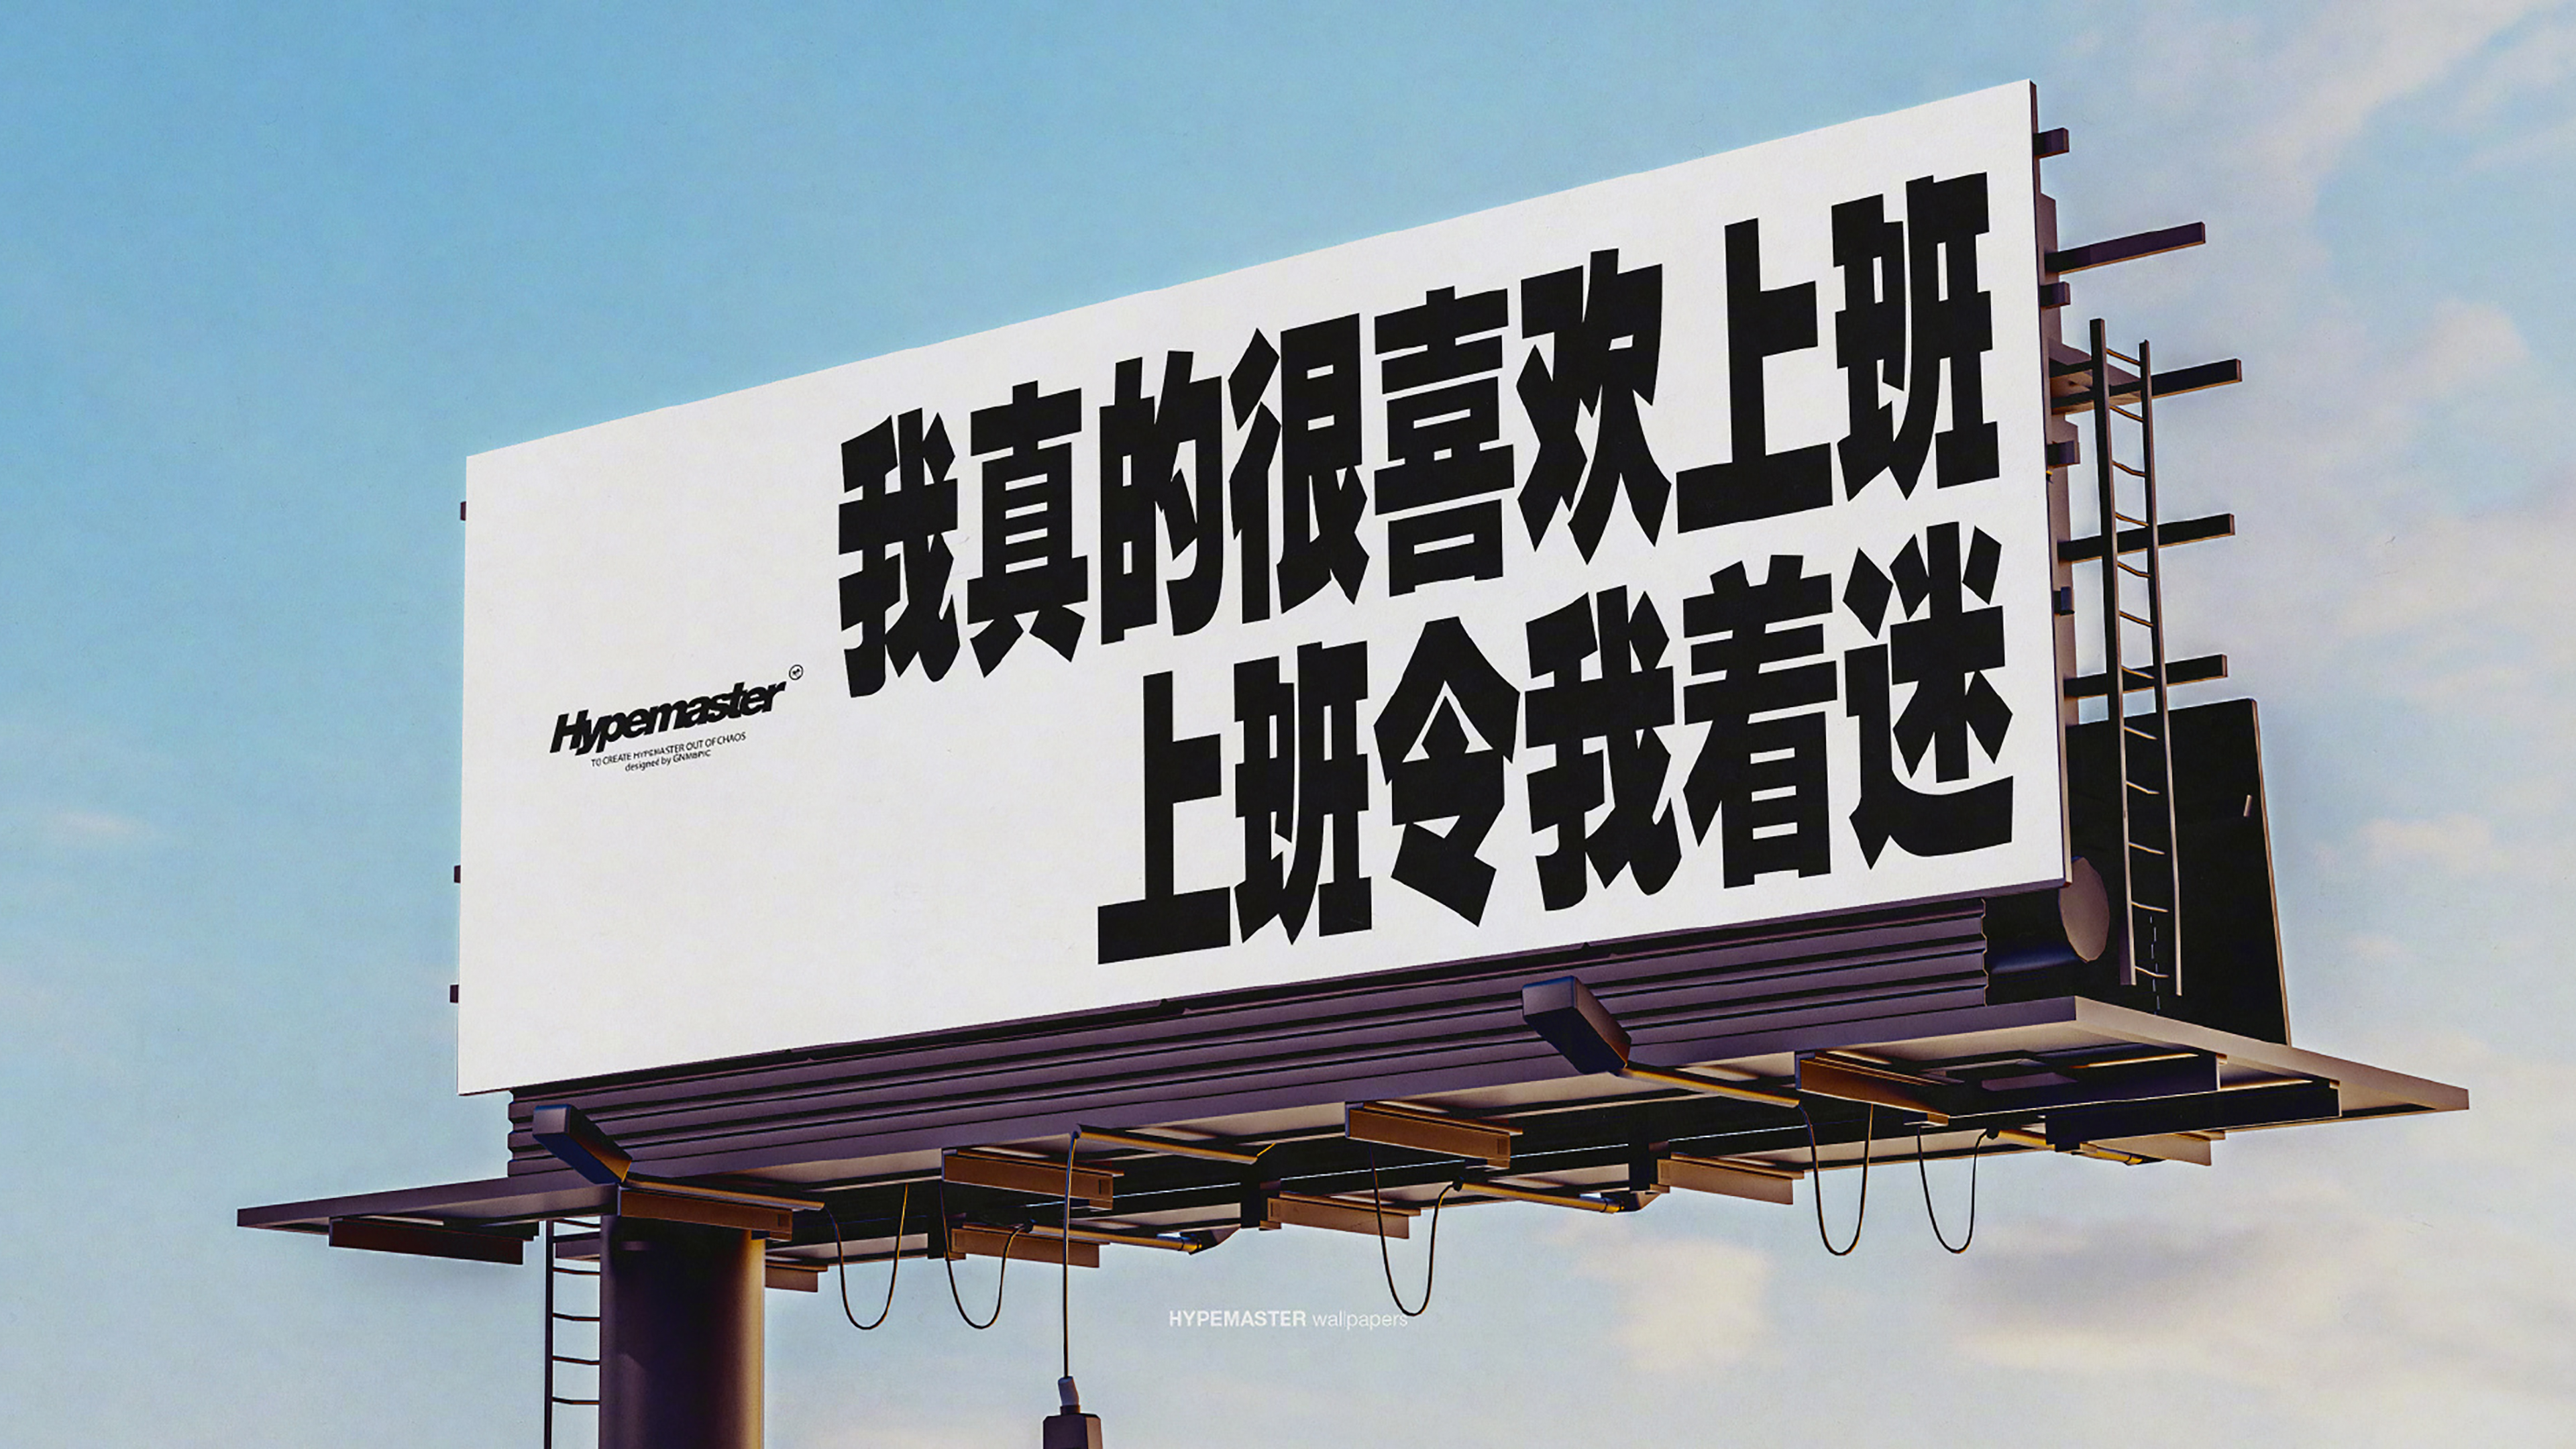 我真的很喜欢上班
上班令我着迷
Hypemaster
TO CREATE HYPEMASTER OUT OF CHAOS
designed by GNMBPIC
HYPEMASTER wallpapers